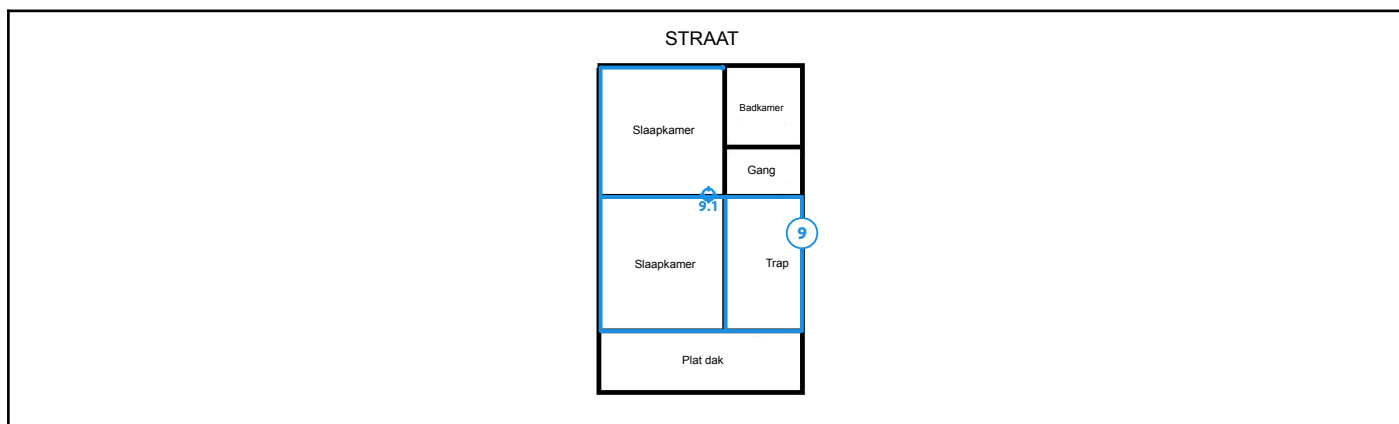 STRAAT
Badkamer
Slaapkamer
Gang
9.1
9
Slaapkamer
Trap
Plat dak